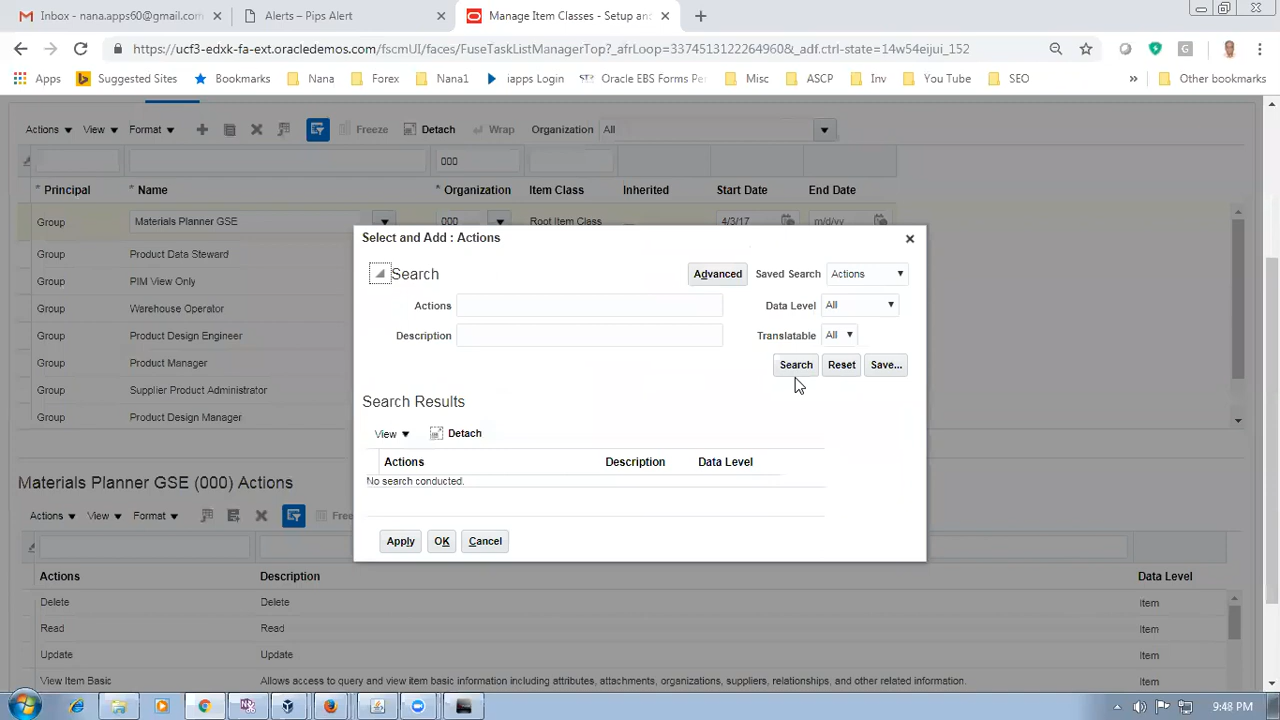 Inbox - nana.apps60@gmail.com
Alerts – Pips Alert
Manage Item Classes - Setup and
https://ucf3-edxk-fa-ext.oracledemos.com/fscmUI/faces/FuseTaskListManagerTop?_afrLoop=3374513122264960&_adf.ctrl-state=14w54eijui_152
Apps Suggested Sites Bookmarks Nana Forex Nana1 iapps Login Oracle EBS Forms Per Misc ASCP Inv You Tube SEO » Other bookmarks
Actions View Format Freeze Detach Wrap Organization All
000
* Principal * Name * Organization Item Class Inherited Start Date End Date
Group Materials Planner GSE 000 Root Item Class 4/3/17 m/d/yy
Group Product Data Steward
Group PIM View Only
Group Warehouse Operator
Group Product Design Engineer
Group Product Manager
Group Supplier Product Administrator
Group Product Design Manager
Select and Add : Actions
Search Advanced Saved Search Actions
Actions Data Level All
Description Translatable All
Search Reset Save...
Search Results
View Detach
Actions Description Data Level
No search conducted.
Apply OK Cancel
Materials Planner GSE (000) Actions
Actions View Format
Actions Description Data Level
Delete Delete Item
Read Read Item
Update Update Item
View Item Basic Allows access to query and view item basic information including attributes, attachments, organizations, suppliers, relationships, and other related information. Item
9:48 PM